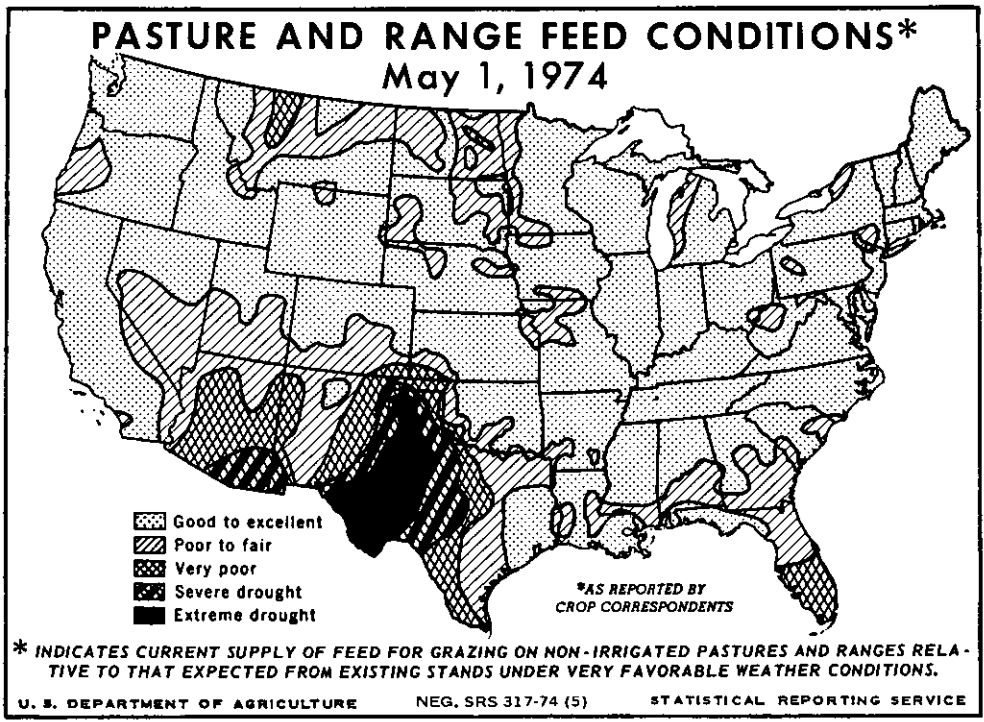 PASTURE AND RANGE FEED CONDITIONS*
May 1, 1974
Good to excellent
Poor to fair
Very poor
Severe drought
Extreme drought
*AS REPORTED BY
CROP CORRESPONDENTS
* INDICATES CURRENT SUPPLY OF FEED FOR GRAZING ON NON-IRRIGATED PASTURES AND RANGES RELA-
TIVE TO THAT EXPECTED FROM EXISTING STANDS UNDER VERY FAVORABLE WEATHER CONDITIONS.
U. S. DEPARTMENT OF AGRICULTURE NEG. SRS 317-74 (5) STATISTICAL REPORTING SERVICE